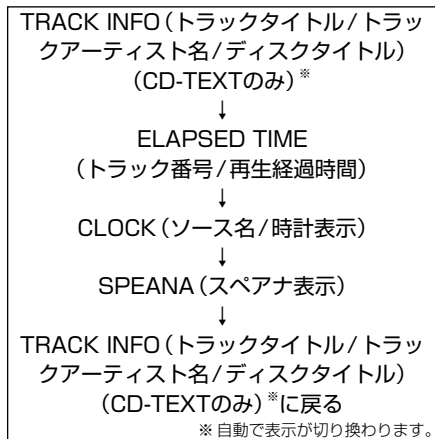 TRACK INFO(トラックタイトル/トラッ
クアーティスト名/ディスクタイトル)
(CD-TEXTのみ)※
↓
ELAPSED TIME
(トラック番号/再生経過時間)
↓
CLOCK(ソース名/時計表示)
↓
SPEANA(スペアナ表示)
↓
TRACK INFO(トラックタイトル/トラッ
クアーティスト名/ディスクタイトル)
(CD-TEXTのみ)※に戻る
※自動で表示が切り換わります。